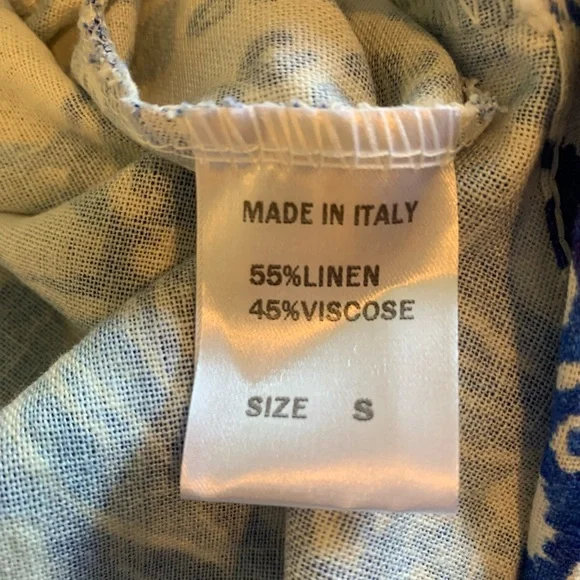 MADE IN ITALY
55%LINEN
45%VISCOSE
SIZE S